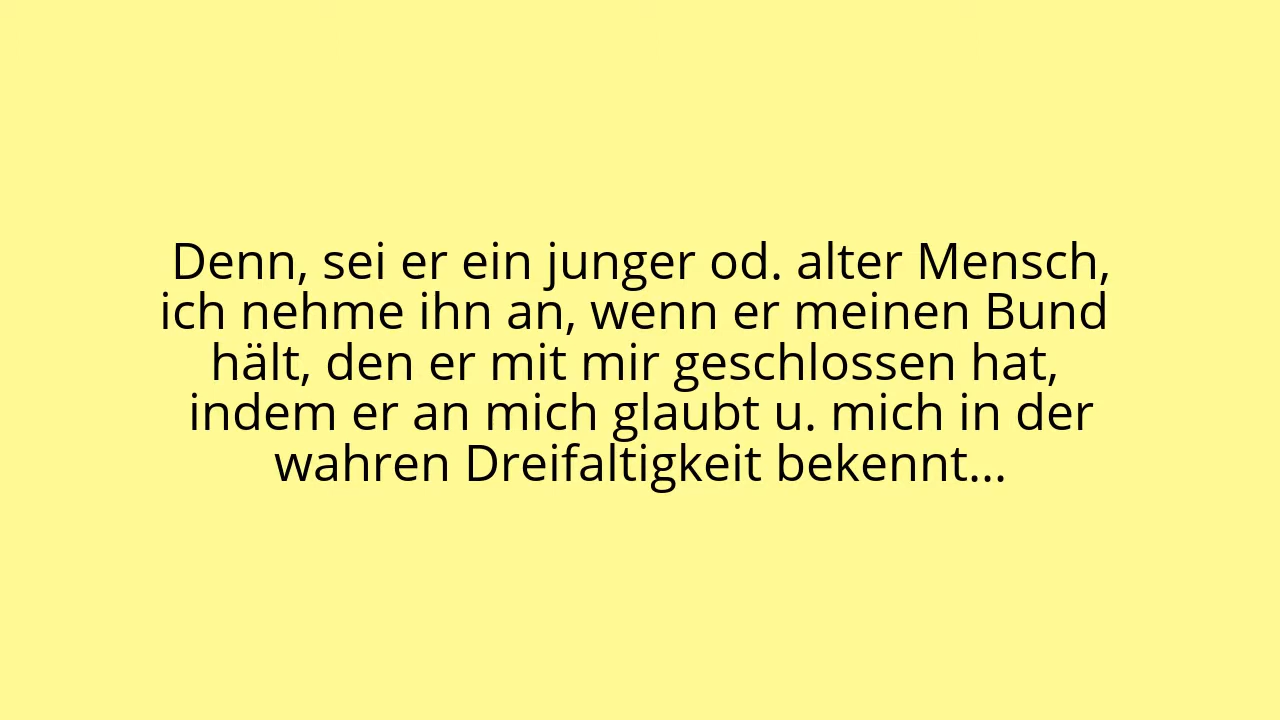 Denn, sei er ein junger od. alter Mensch,
ich nehme ihn an, wenn er meinen Bund
hält, den er mit mir geschlossen hat,
indem er an mich glaubt u. mich in der
wahren Dreifaltigkeit bekennt...